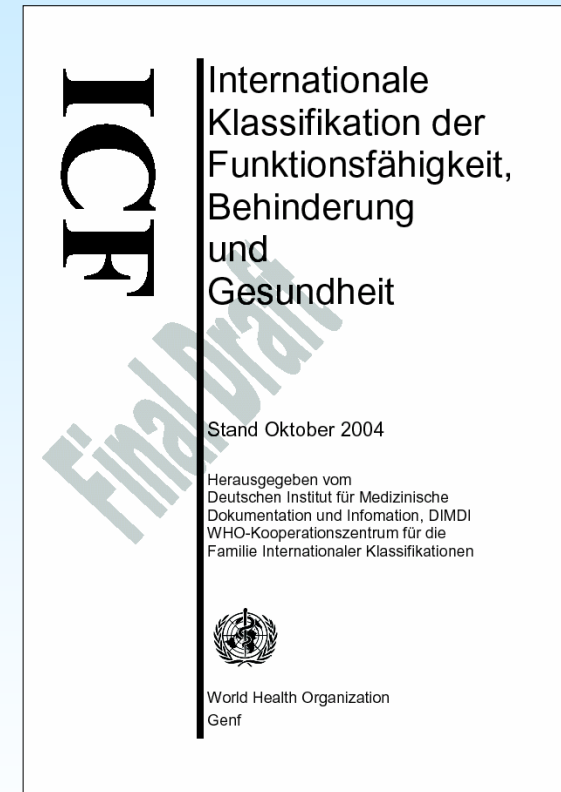 ICF
Internationale
Klassifikation der
Funktionsfähigkeit,
Behinderung
und
Gesundheit
Final Draft
Stand Oktober 2004
Herausgegeben vom
Deutschen Institut für Medizinische
Dokumentation und Infomation, DIMDI
WHO-Kooperationszentrum für die
Familie Internationaler Klassifikationen
World Health Organization
Genf